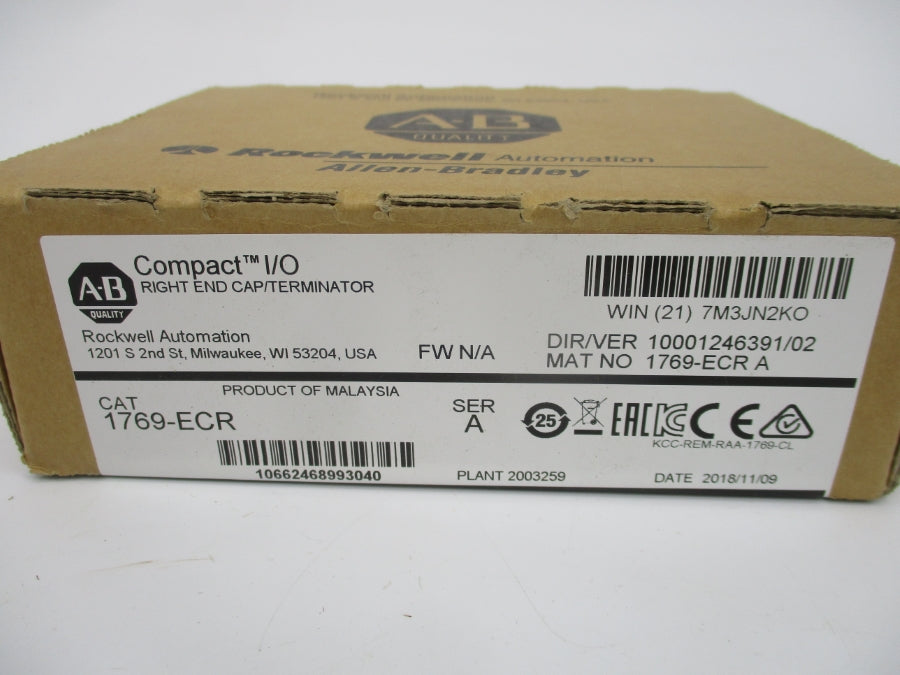 A-B
QUALITY
Rockwell Automation
Allen-Bradley
A-B
QUALITY
Compact™ I/O
RIGHT END CAP/TERMINATOR
WIN (21) 7M3JN2KO
Rockwell Automation
1201 S 2nd St, Milwaukee, WI 53204, USA
FW N/A
DIR/VER 10001246391/02
MAT NO 1769-ECR A
PRODUCT OF MALAYSIA
CAT
1769-ECR
SER
A
25
EAC
CE
KCC-REM-RAA-1769-CL
10662468993040
PLANT 2003259
DATE 2018/11/09